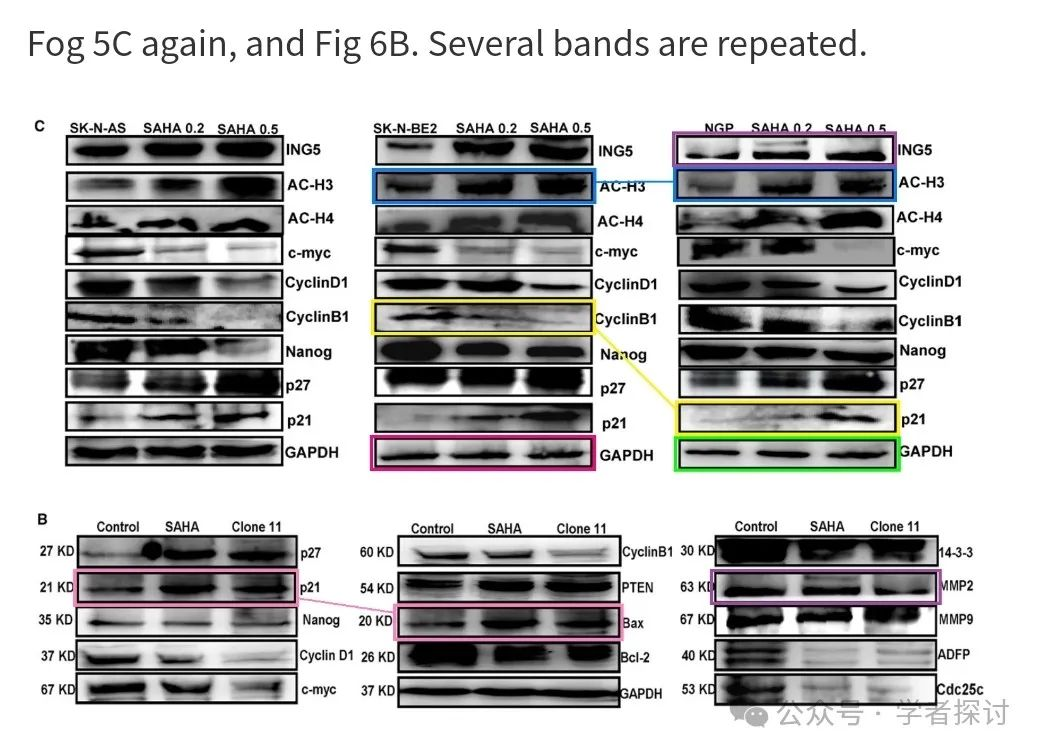 Fog 5C again, and Fig 6B. Several bands are repeated.
C
SK-N-AS SAHA 0.2 SAHA 0.5
ING5
AC-H3
AC-H4
c-myc
CyclinD1
CyclinB1
Nanog
p27
p21
GAPDH
SK-N-BE2 SAHA 0.2 SAHA 0.5
ING5
AC-H3
AC-H4
c-myc
CyclinD1
CyclinB1
Nanog
p27
p21
GAPDH
NGP SAHA 0.2 SAHA 0.5
ING5
AC-H3
AC-H4
c-myc
CyclinD1
CyclinB1
Nanog
p27
p21
GAPDH
B
Control SAHA Clone 11
27 KD p27
21 KD p21
35 KD Nanog
37 KD Cyclin D1
67 KD c-myc
Control SAHA Clone 11
60 KD CyclinB1
54 KD PTEN
20 KD Bax
26 KD Bcl-2
37 KD GAPDH
Control SAHA Clone 11
30 KD 14-3-3
63 KD MMP2
67 KD MMP9
40 KD ADFP
53 KD Cdc25c
公众号 · 学者探讨